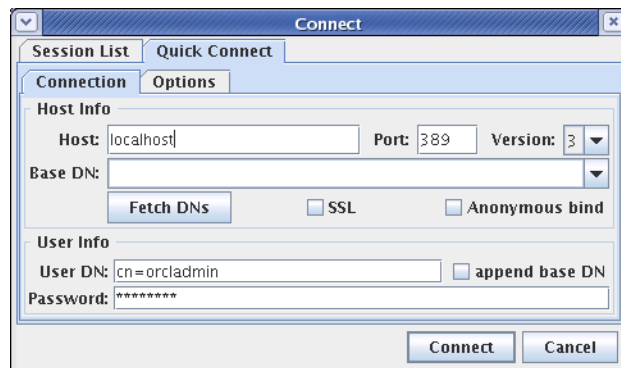 Connect
Session List Quick Connect
Connection Options
Host Info
Host: localhost Port: 389 Version: 3
Base DN:
Fetch DNs SSL Anonymous bind
User Info
User DN: cn=orcladmin append base DN
Password: ********
Connect Cancel